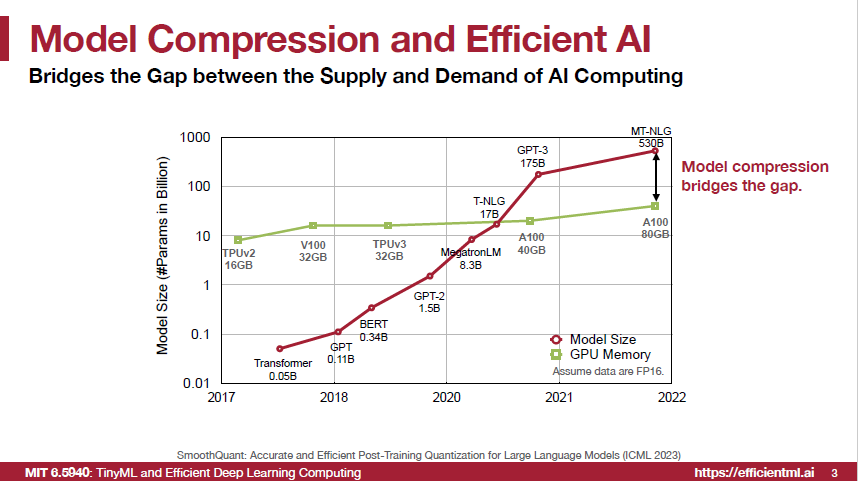 Model Compression and Efficient AI
Bridges the Gap between the Supply and Demand of AI Computing
Model Size (#Params in Billion)
1000
100
10
1
0.1
0.01
2017
2018
2020
2021
2022
TPUv2
16GB
V100
32GB
TPUv3
32GB
A100
40GB
A100
80GB
Transformer
0.05B
GPT
0.11B
BERT
0.34B
GPT-2
1.5B
MegatronLM
8.3B
T-NLG
17B
GPT-3
175B
MT-NLG
530B
Model compression
bridges the gap.
Model Size
GPU Memory
Assume data are FP16.
SmoothQuant: Accurate and Efficient Post-Training Quantization for Large Language Models (ICML 2023)
MIT 6.5940: TinyML and Efficient Deep Learning Computing
https://efficientml.ai
3